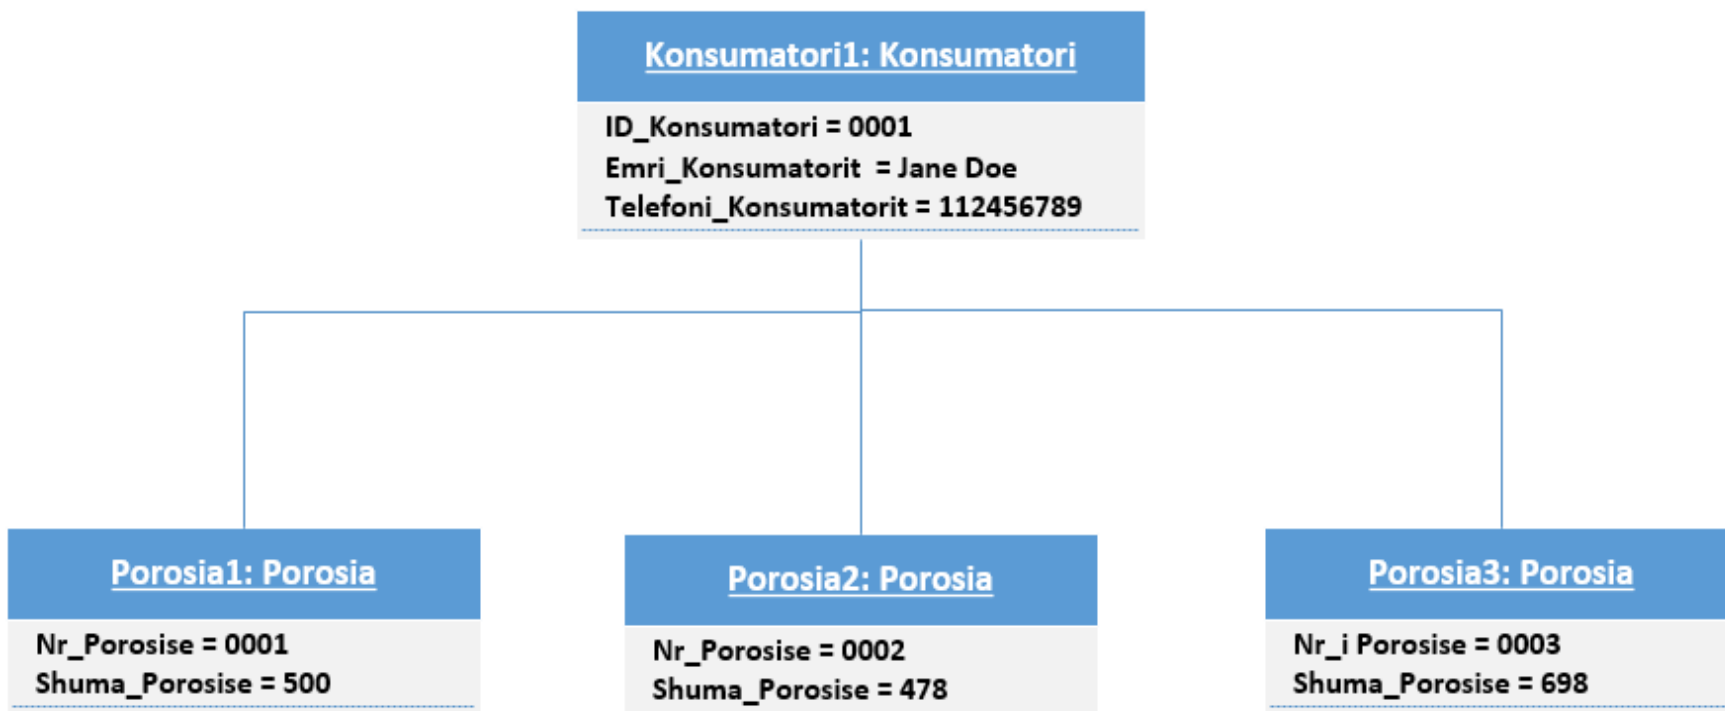 Konsumatori1: Konsumatori
ID_Konsumatori = 0001
Emri_Konsumatorit = Jane Doe
Telefoni_Konsumatorit = 112456789
Porosia1: Porosia
Nr_Porosise = 0001
Shuma_Porosise = 500
Porosia2: Porosia
Nr_Porosise = 0002
Shuma_Porosise = 478
Porosia3: Porosia
Nr_i Porosise = 0003
Shuma_Porosise = 698